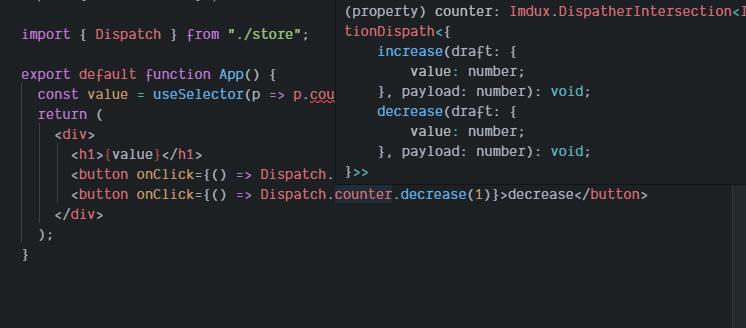 import { Dispatch } from "./store";
export default function App() {
const value = useSelector(p => p.cou
return (
<div>
<h1>{value}</h1>
<button onClick={() => Dispatch.
<button onClick={() => Dispatch.counter.decrease(1)}>decrease</button>
</div>
);
}
(property) counter: Imdux.DispatherIntersection<I
tionDispath<{
increase(draft: {
value: number;
}, payload: number): void;
decrease(draft: {
value: number;
}, payload: number): void;
}>>